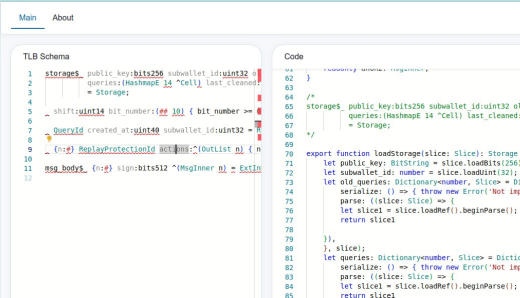 Main About
TLB Schema
1 storage$_ public_key:bits256 subwallet_id:uint32 o
2 queries:(HashmapE 14 ^Cell) last_cleaned:
3 = Storage;
4
5 _ shift:uint14 bit_number:(## 10) { bit_number >=
6
7 _ QueryId created_at:uint40 subwallet_id:uint32 =
8
9 _ {n:#} ReplayProtectionId actions:^(OutList n) { n
10
11 msg_body$_ {n:#} sign:bits512 ^(MsgInner n) = ExtIn
12
Code
61 readonly anon2: MsgInner;
62 }
63
64 /*
65 storage$_ public_key:bits256 subwallet_id:uint32 ol
66 queries:(HashmapE 14 ^Cell) last_cleaned:
67 = Storage;
68 */
69
70 export function loadStorage(slice: Slice): Storage
71 let public_key: BitString = slice.loadBits(256)
72 let subwallet_id: number = slice.loadUint(32);
73 let old_queries: Dictionary<number, Slice> = Di
74 serialize: () => { throw new Error('Not imp
75 parse: ((slice: Slice) => {
76 let slice1 = slice.loadRef().beginParse();
77 return slice1
78
79 }),
80 }, slice);
81 let queries: Dictionary<number, Slice> = Dictio
82 serialize: () => { throw new Error('Not imp
83 parse: ((slice: Slice) => {
84 let slice1 = slice.loadRef().beginParse();
85 return slice1